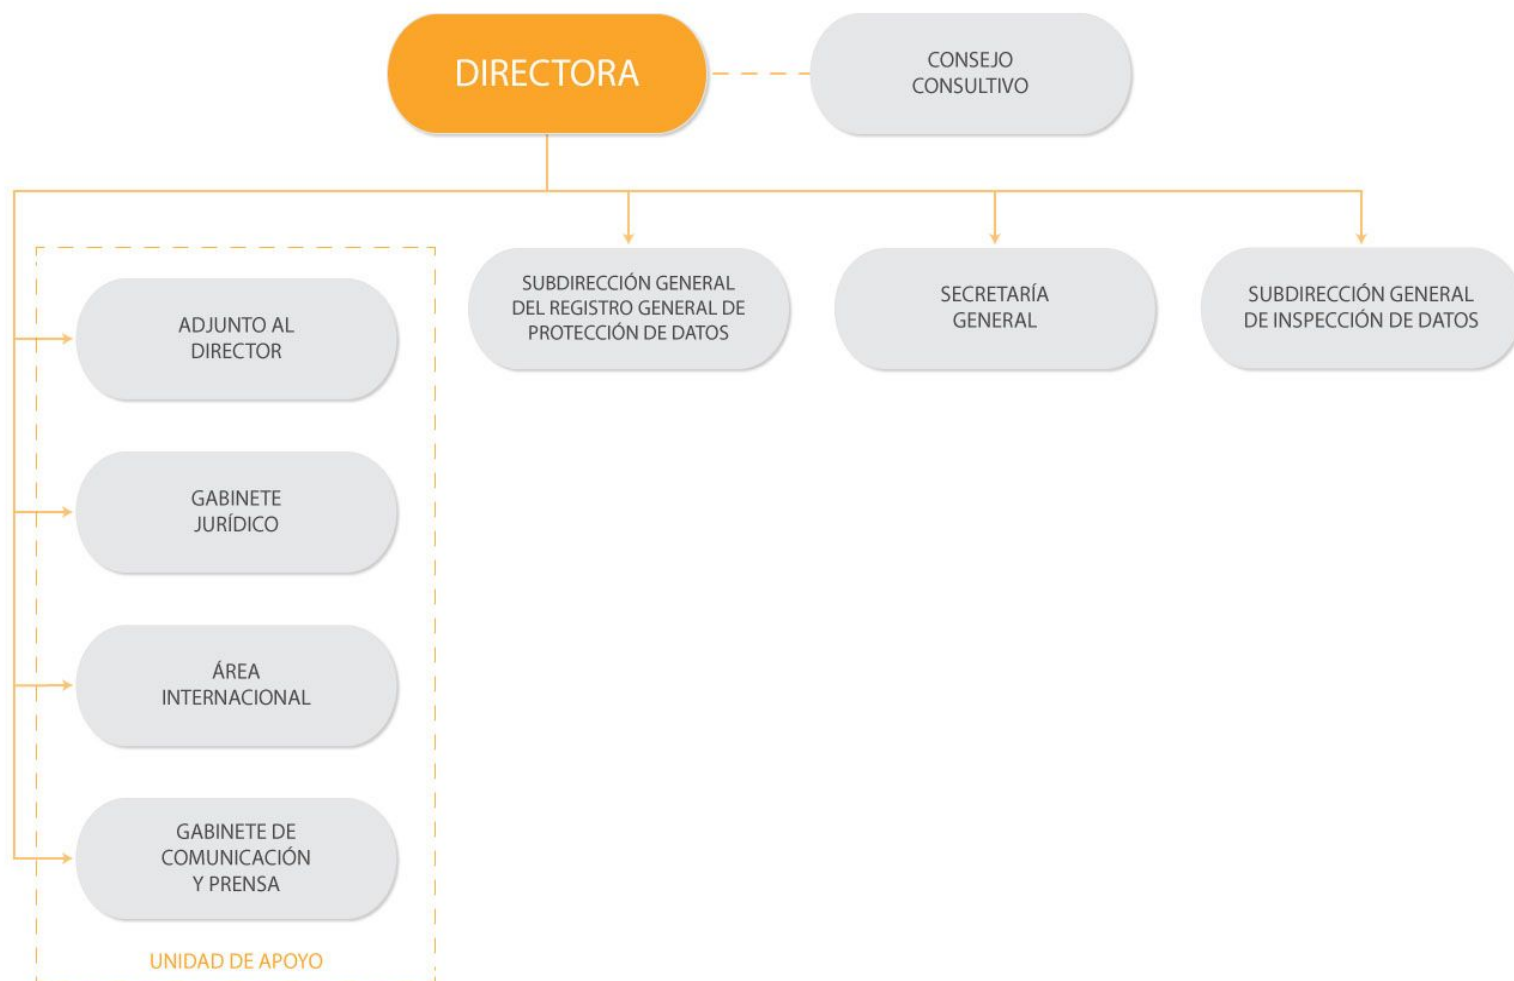 DIRECTORA
CONSEJO
CONSULTIVO
SUBDIRECCIÓN GENERAL
DEL REGISTRO GENERAL DE
PROTECCIÓN DE DATOS
SECRETARÍA
GENERAL
SUBDIRECCIÓN GENERAL
DE INSPECCIÓN DE DATOS
ADJUNTO AL
DIRECTOR
GABINETE
JURÍDICO
ÁREA
INTERNACIONAL
GABINETE DE
COMUNICACIÓN
Y PRENSA
UNIDAD DE APOYO